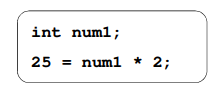 int num1;
25 = num1 * 2;